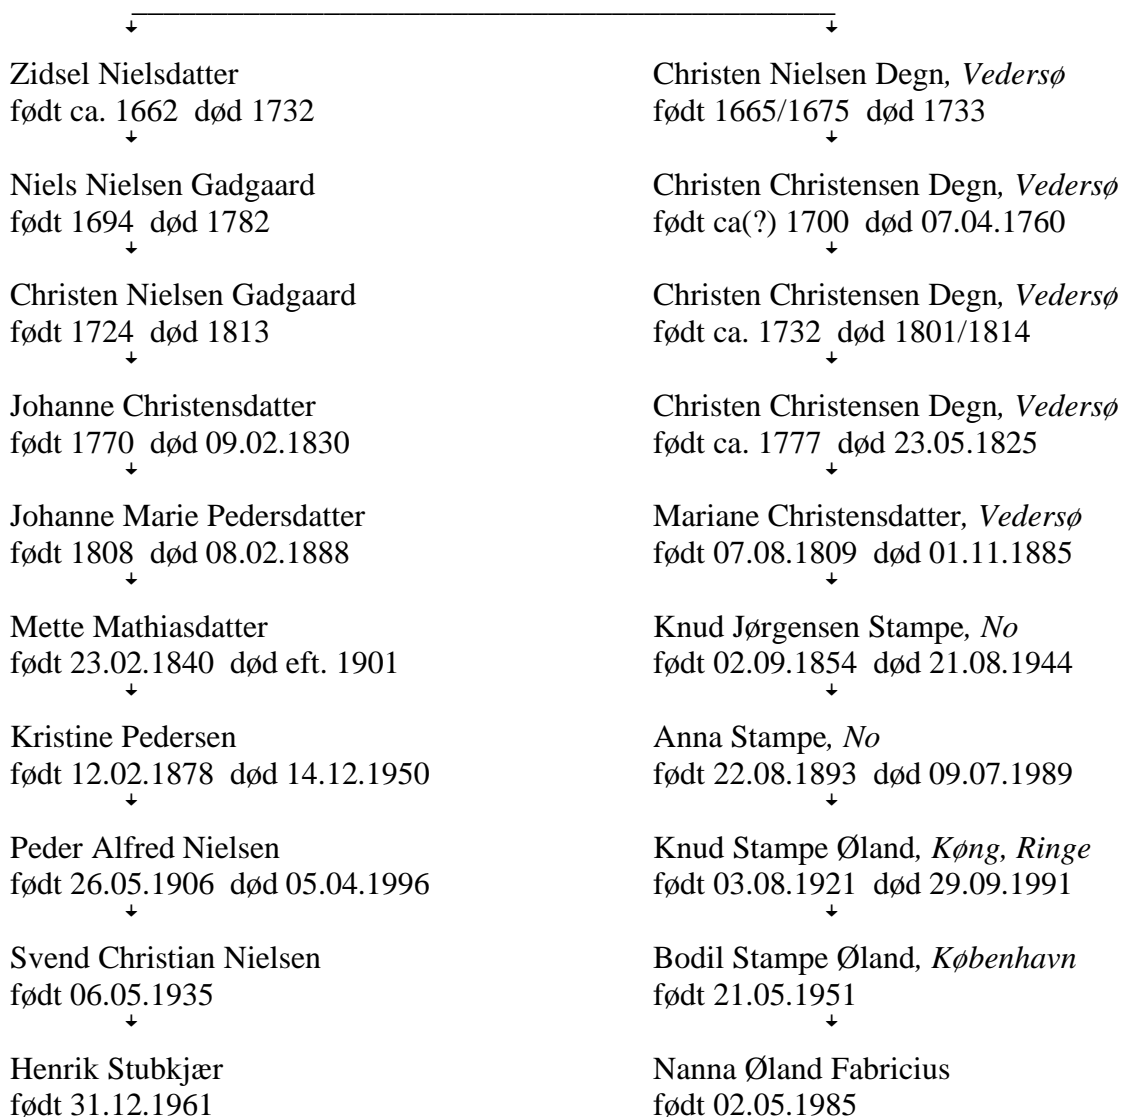 Zidsel Nielsdatter
født ca. 1662 død 1732
Niels Nielsen Gadgaard
født 1694 død 1782
Christen Nielsen Gadgaard
født 1724 død 1813
Johanne Christensdatter
født 1770 død 09.02.1830
Johanne Marie Pedersdatter
født 1808 død 08.02.1888
Mette Mathiasdatter
født 23.02.1840 død eft. 1901
Kristine Pedersen
født 12.02.1878 død 14.12.1950
Peder Alfred Nielsen
født 26.05.1906 død 05.04.1996
Svend Christian Nielsen
født 06.05.1935
Henrik Stubkjær
født 31.12.1961
Christen Nielsen Degn, Vedersø
født 1665/1675 død 1733
Christen Christensen Degn, Vedersø
født ca(?) 1700 død 07.04.1760
Christen Christensen Degn, Vedersø
født ca. 1732 død 1801/1814
Christen Christensen Degn, Vedersø
født ca. 1777 død 23.05.1825
Mariane Christensdatter, Vedersø
født 07.08.1809 død 01.11.1885
Knud Jørgensen Stampe, No
født 02.09.1854 død 21.08.1944
Anna Stampe, No
født 22.08.1893 død 09.07.1989
Knud Stampe Øland, Køng, Ringe
født 03.08.1921 død 29.09.1991
Bodil Stampe Øland, København
født 21.05.1951
Nanna Øland Fabricius
født 02.05.1985